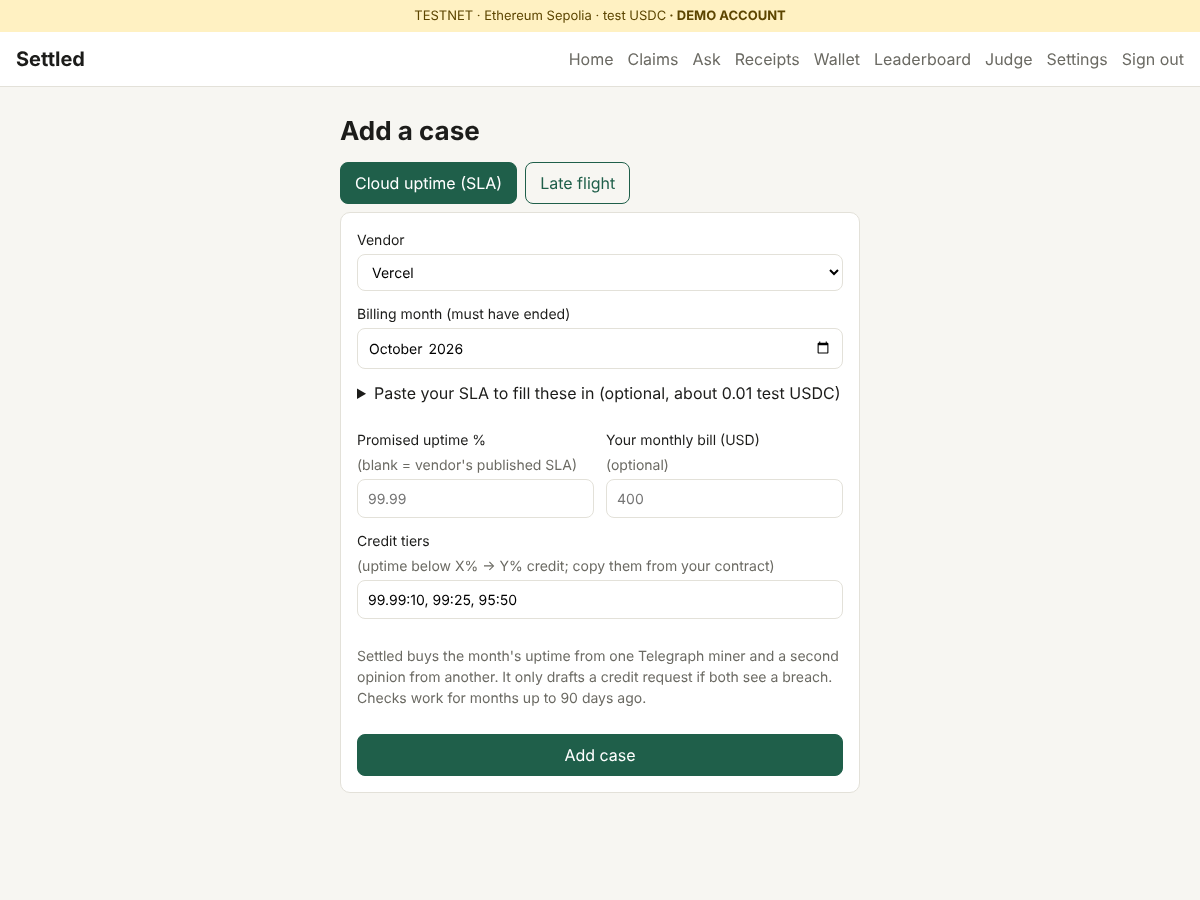 TESTNET · Ethereum Sepolia · test USDC · DEMO ACCOUNT
Settled
Home Claims Ask Receipts Wallet Leaderboard Judge Settings Sign out
Add a case
Cloud uptime (SLA) Late flight
Vendor
Vercel
Billing month (must have ended)
October 2026
▶ Paste your SLA to fill these in (optional, about 0.01 test USDC)
Promised uptime % Your monthly bill (USD)
(blank = vendor's published SLA) (optional)
99.99 400
Credit tiers
(uptime below X% → Y% credit; copy them from your contract)
99.99:10, 99:25, 95:50
Settled buys the month's uptime from one Telegraph miner and a second
opinion from another. It only drafts a credit request if both see a breach.
Checks work for months up to 90 days ago.
Add case